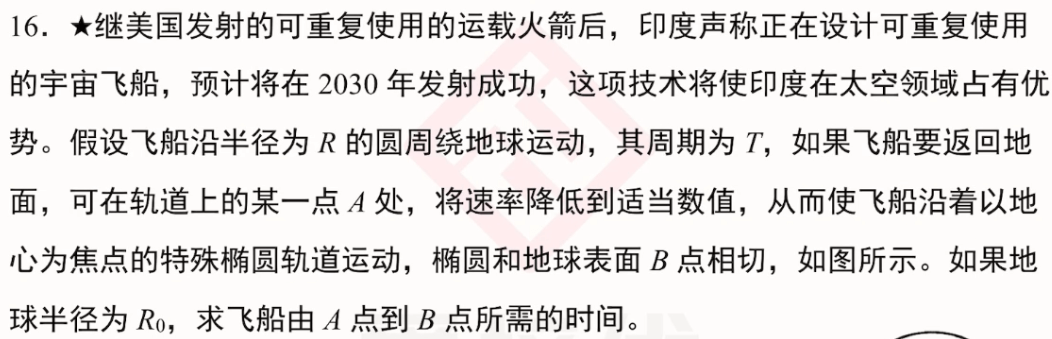 16. ★继美国发射的可重复使用的运载火箭后，印度声称正在设计可重复使用
的宇宙飞船，预计将在 2030 年发射成功，这项技术将使印度在太空领域占有优
势。假设飞船沿半径为 R 的圆周绕地球运动，其周期为 T，如果飞船要返回地
面，可在轨道上的某一点 A 处，将速率降低到适当数值，从而使飞船沿着以地
心为焦点的特殊椭圆轨道运动，椭圆和地球表面 B 点相切，如图所示。如果地
球半径为 R₀，求飞船由 A 点到 B 点所需的时间。